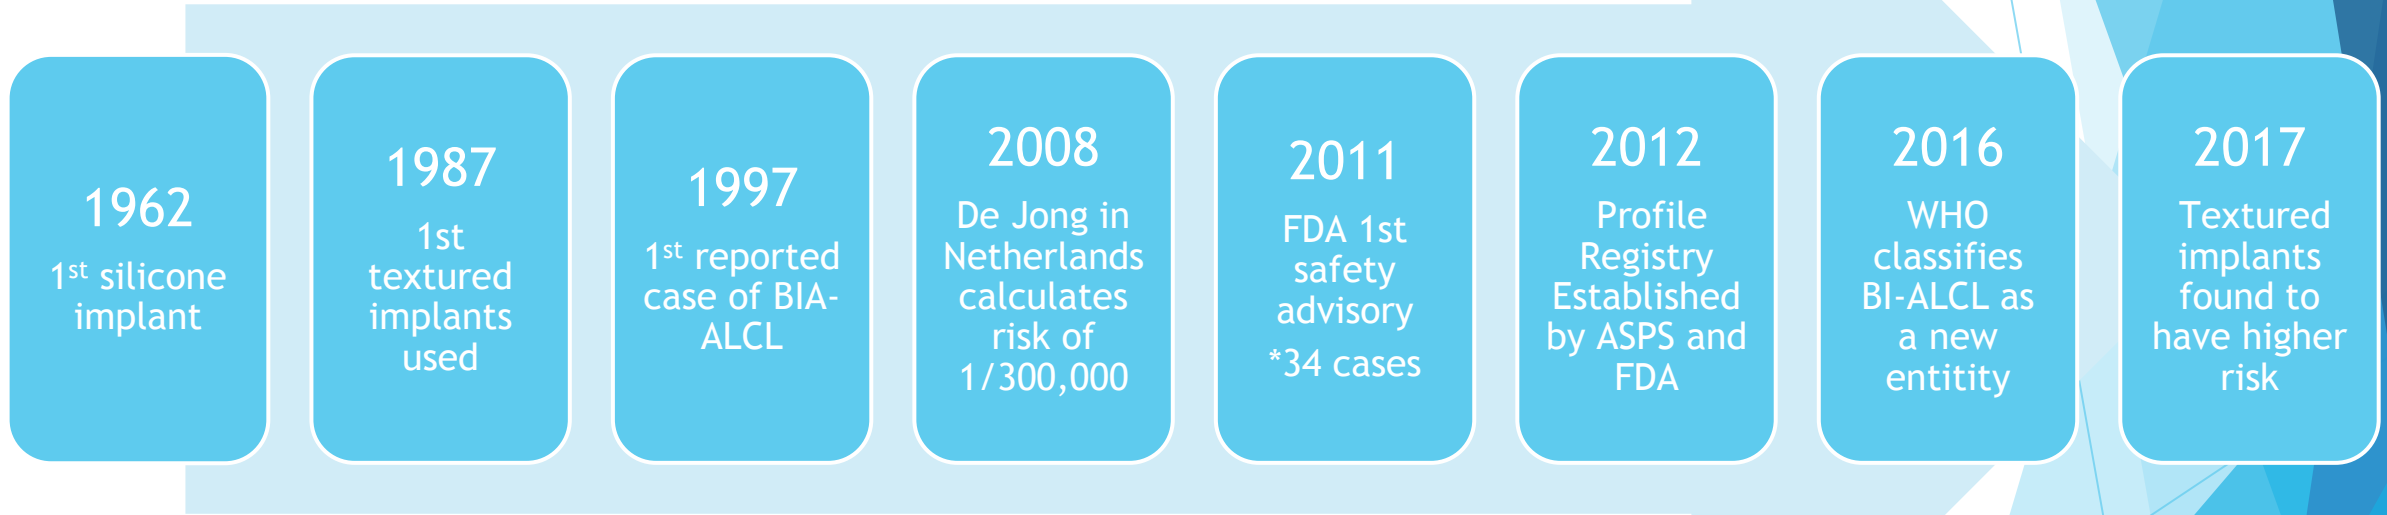 1962
1st silicone
implant
1987
1st
textured
implants
used
1997
1st reported
case of BIA-
ALCL
2008
De Jong in
Netherlands
calculates
risk of
1/300,000
2011
FDA 1st
safety
advisory
*34 cases
2012
Profile
Registry
Established
by ASPS and
FDA
2016
WHO
classifies
BI-ALCL as
a new
entitity
2017
Textured
implants
found to
have higher
risk